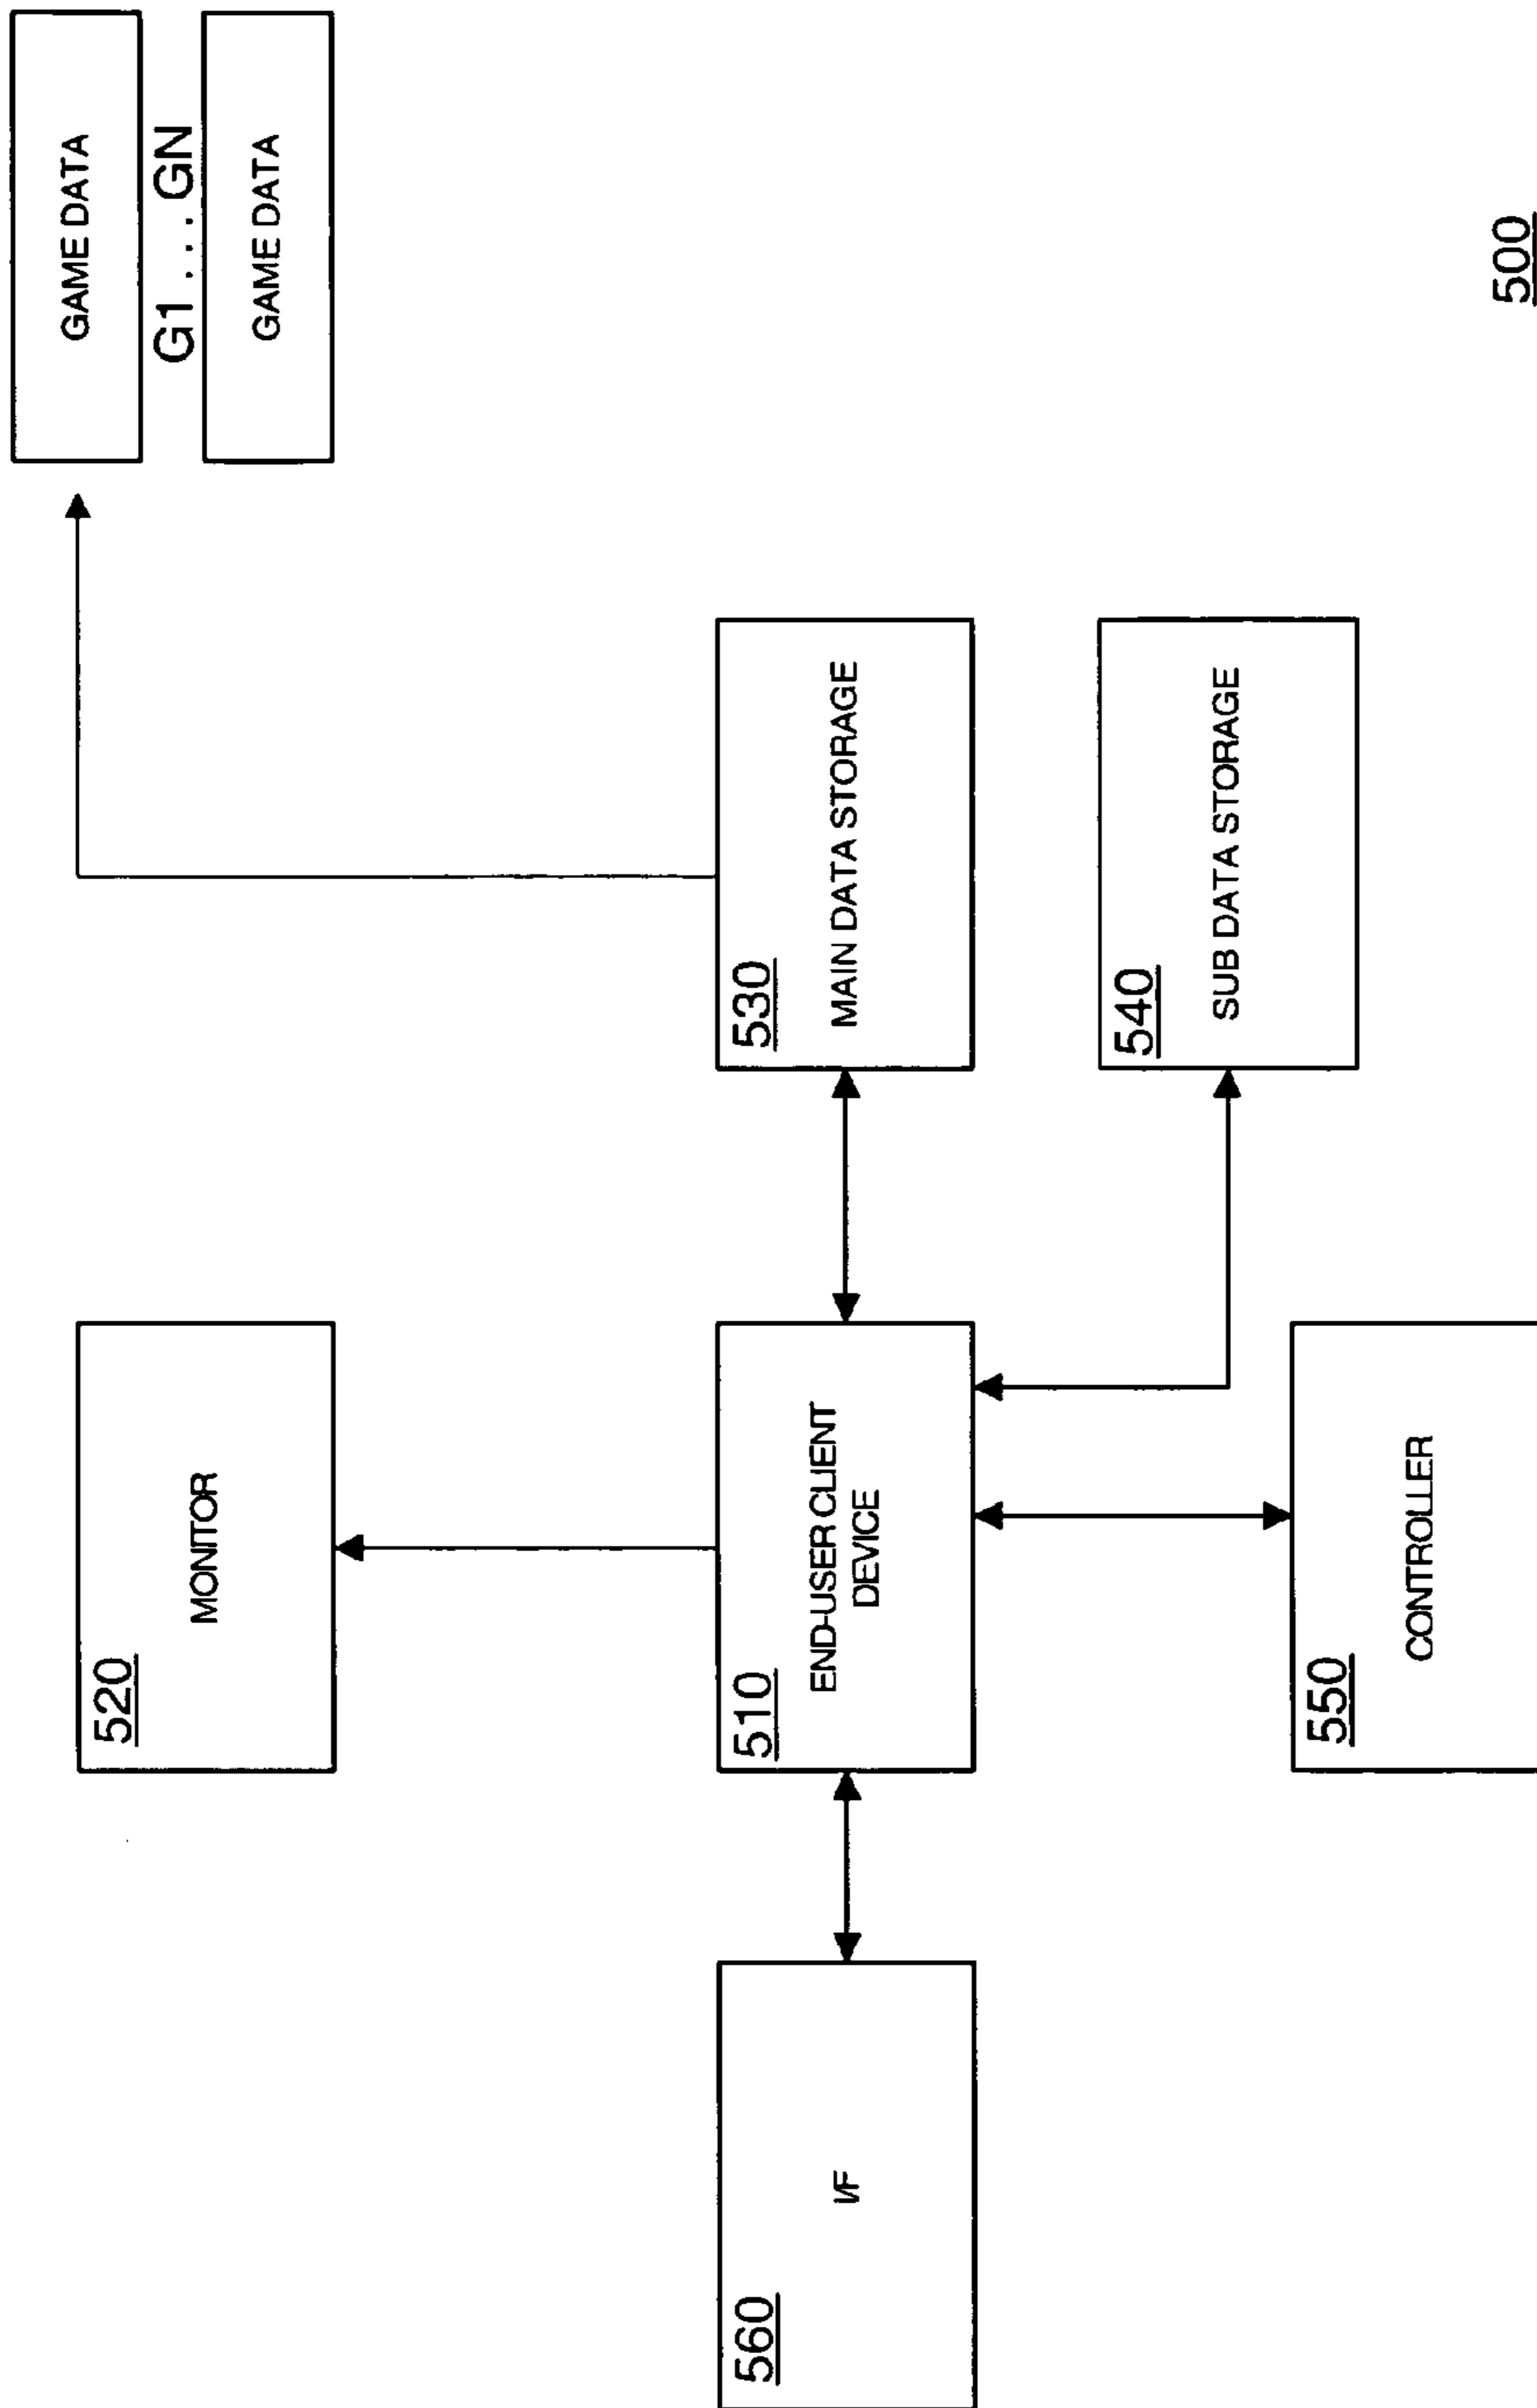 GAME DATA
G1....GN
GAME DATA
520
MONITOR
560
I/F
510
END-USER CLIENT
DEVICE
530
MAIN DATA STORAGE
540
SUB DATA STORAGE
550
CONTROLLER
500